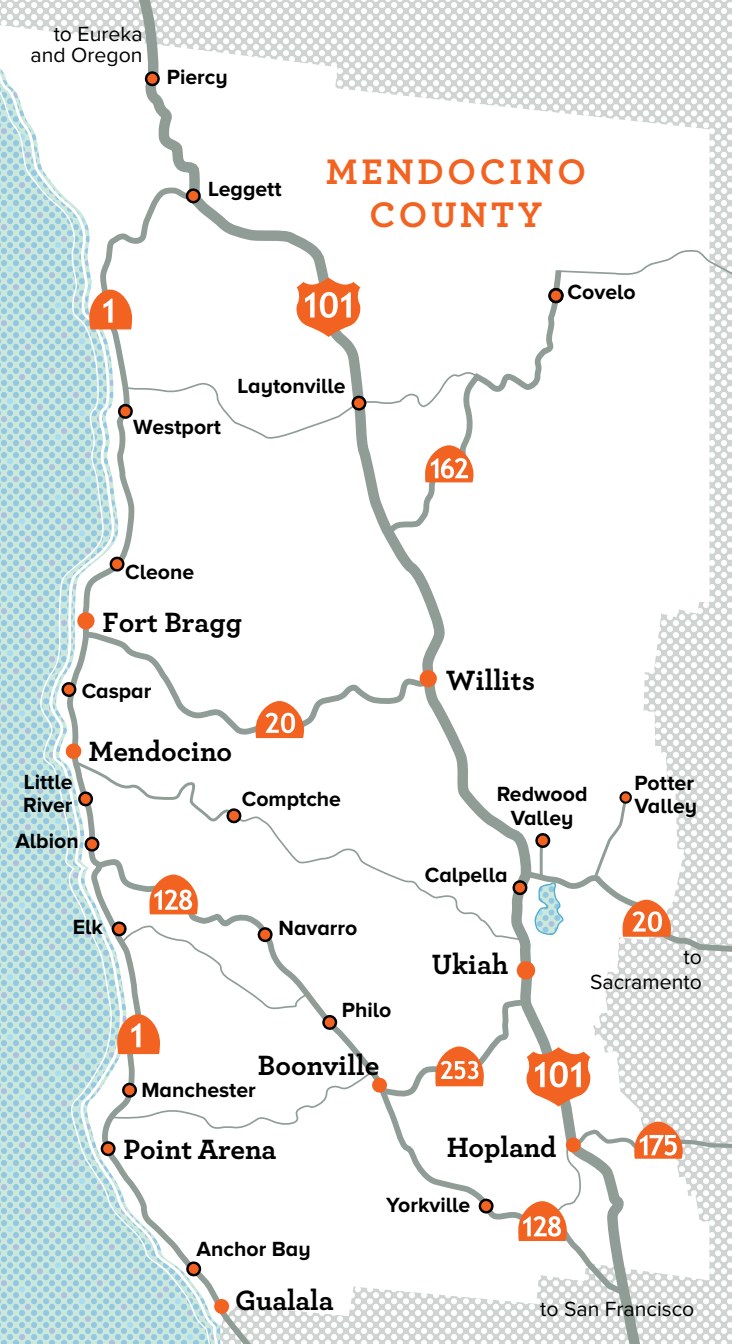 to Eureka
and Oregon
Piercy
MENDOCINO
COUNTY
Leggett
Covelo
1
101
Laytonville
Westport
162
Cleone
Fort Bragg
Willits
Caspar
20
Mendocino
Little
River
Comptche
Redwood
Valley
Potter
Valley
Albion
Calpella
128
20
Elk
Navarro
to
Sacramento
Ukiah
Philo
1
Boonville
253
101
Manchester
Point Arena
Hopland
175
Yorkville
128
Anchor Bay
Gualala
to San Francisco